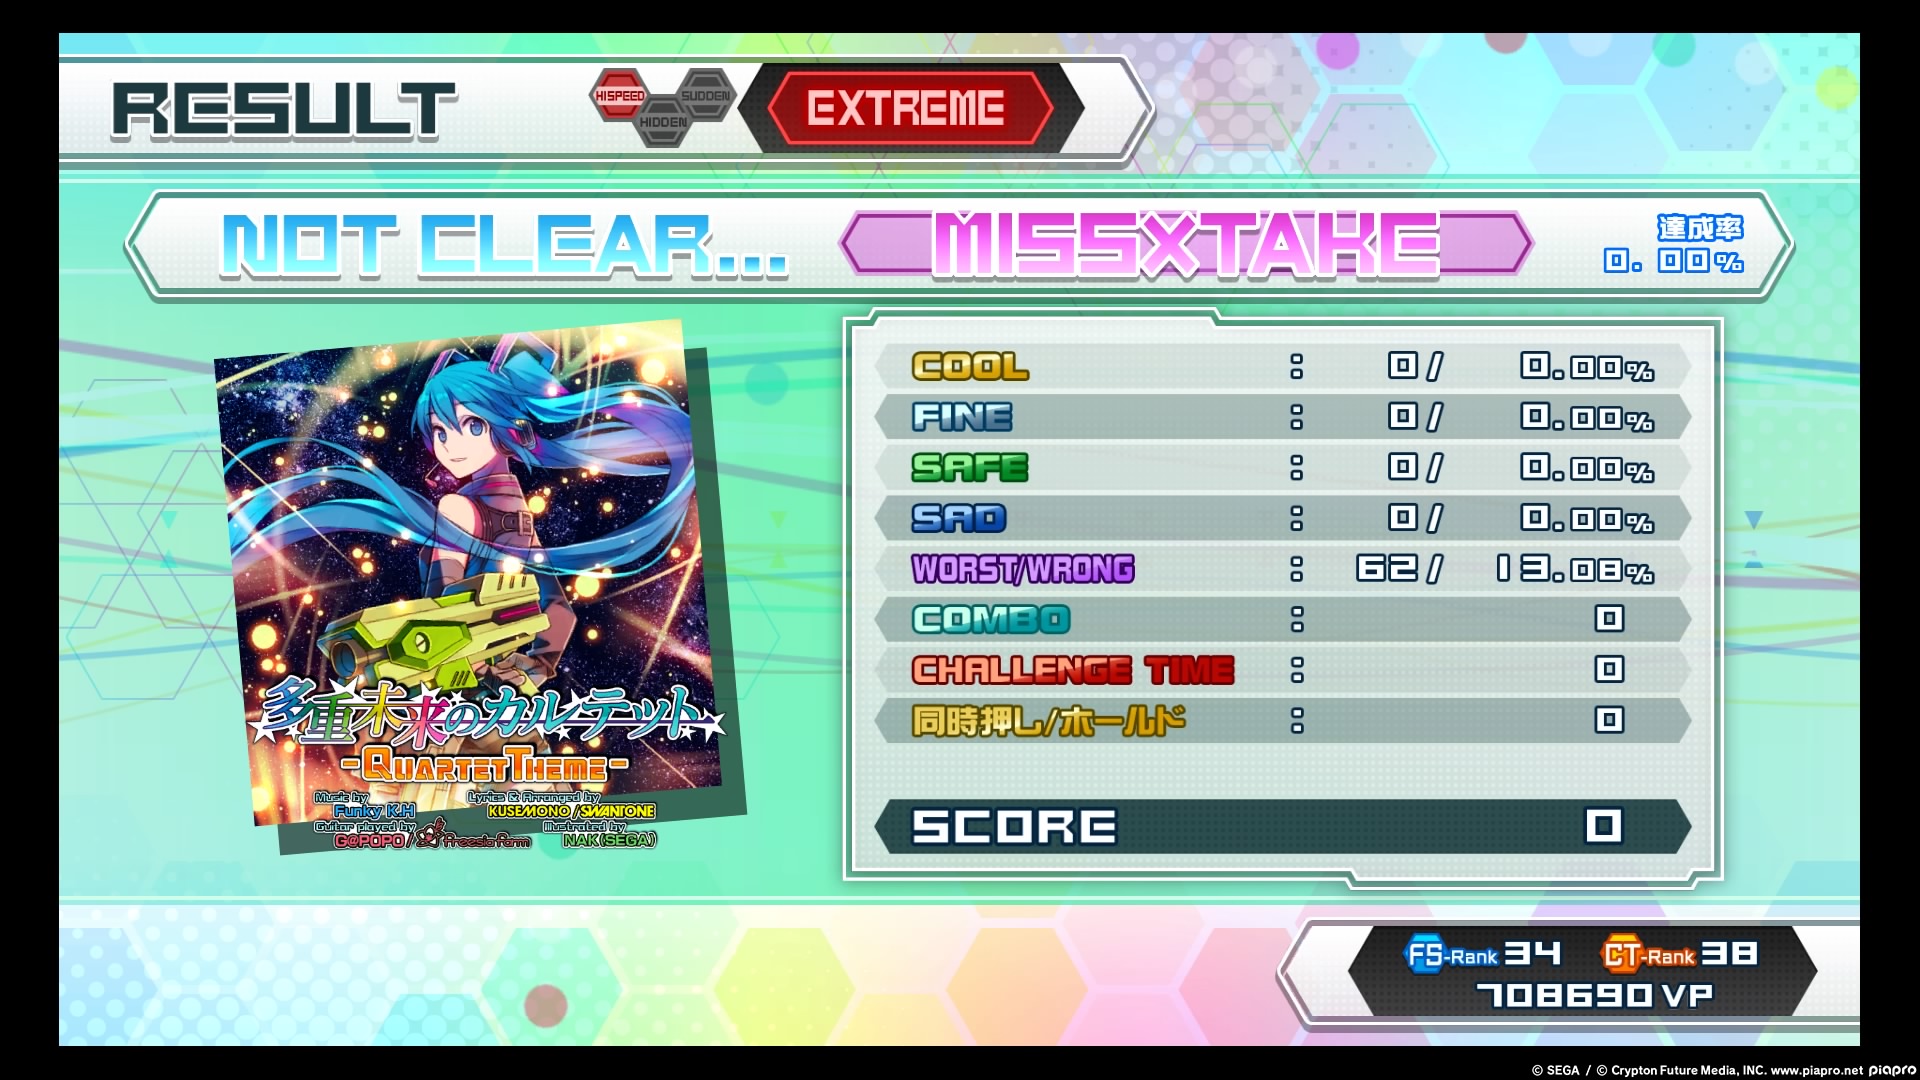 RESULT
HISPEED
HIDDEN
SUDDEN
EXTREME
NOT CLEAR...
MISS×TAKE
達成率
0.00%
COOL : 0/ 0.00%
FINE : 0/ 0.00%
SAFE : 0/ 0.00%
SAD : 0/ 0.00%
WORST/WRONG : 62/ 13.08%
COMBO : 0
CHALLENGE TIME : 0
同時押し/ホールド : 0
SCORE 0
多重未来のカルテット
-QUARTET THEME-
Music by
Funky K.H
Lyrics & Arranged by
KUSEMONO/SWANTONE
Guitar played by
G@POPO/freesia farm
Illustrated by
NAK(SEGA)
FS-Rank 34 CT-Rank 38
708690 VP
© SEGA / © Crypton Future Media, INC. www.piapro.net piapro